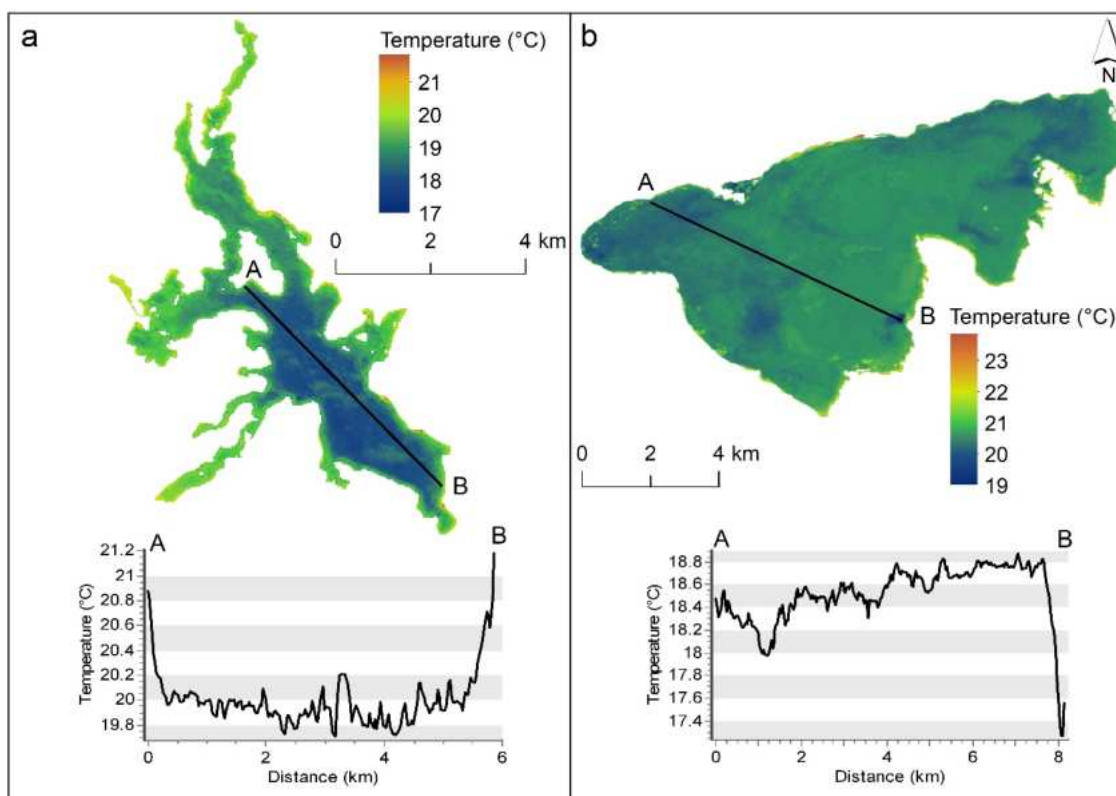 a
Temperature (°C)
21
20
19
18
17
0 2 4 km
A
B
A B
21.2
21
20.8
20.6
20.4
20.2
20
19.8
Temperature (°C)
0 2 4 6
Distance (km)
b
N
A
B
Temperature (°C)
23
22
21
20
19
0 2 4 km
A B
18.8
18.6
18.4
18.2
18
17.8
17.6
17.4
Temperature (°C)
0 2 4 6 8
Distance (km)